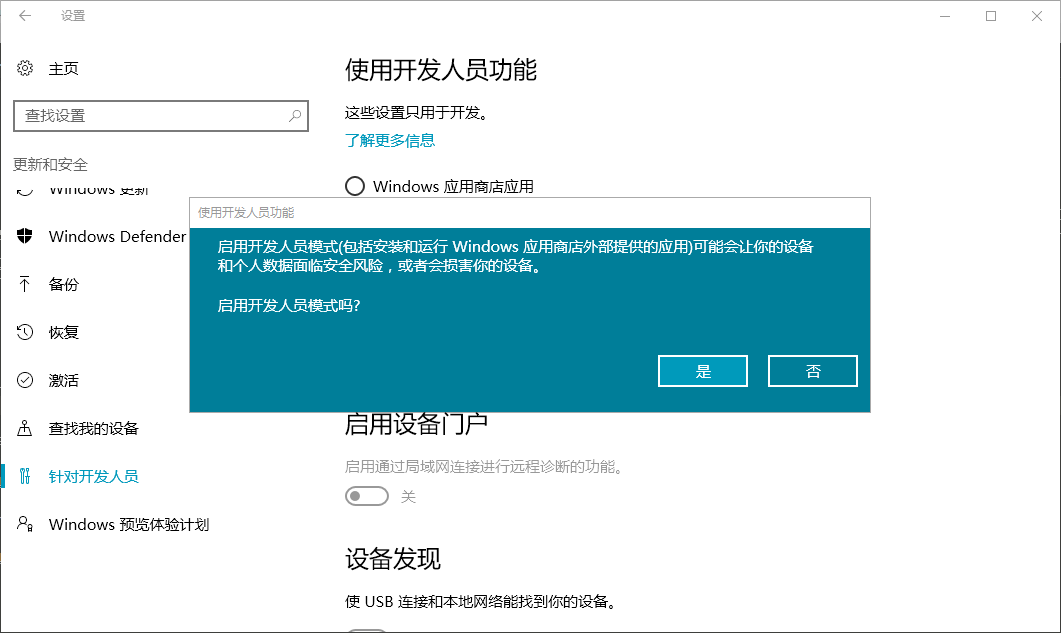 设置
主页
查找设置
更新和安全
Windows 更新
Windows Defender
备份
恢复
激活
查找我的设备
针对开发人员
Windows 预览体验计划
使用开发人员功能
这些设置只用于开发。
了解更多信息
Windows 应用商店应用
使用开发人员功能
启用开发人员模式(包括安装和运行 Windows 应用商店外部提供的应用)可能会让你的设备
和个人数据面临安全风险，或者会损害你的设备。
启用开发人员模式吗?
是
否
启用设备门户
启用通过局域网连接进行远程诊断的功能。
关
设备发现
使 USB 连接和本地网络能找到你的设备。